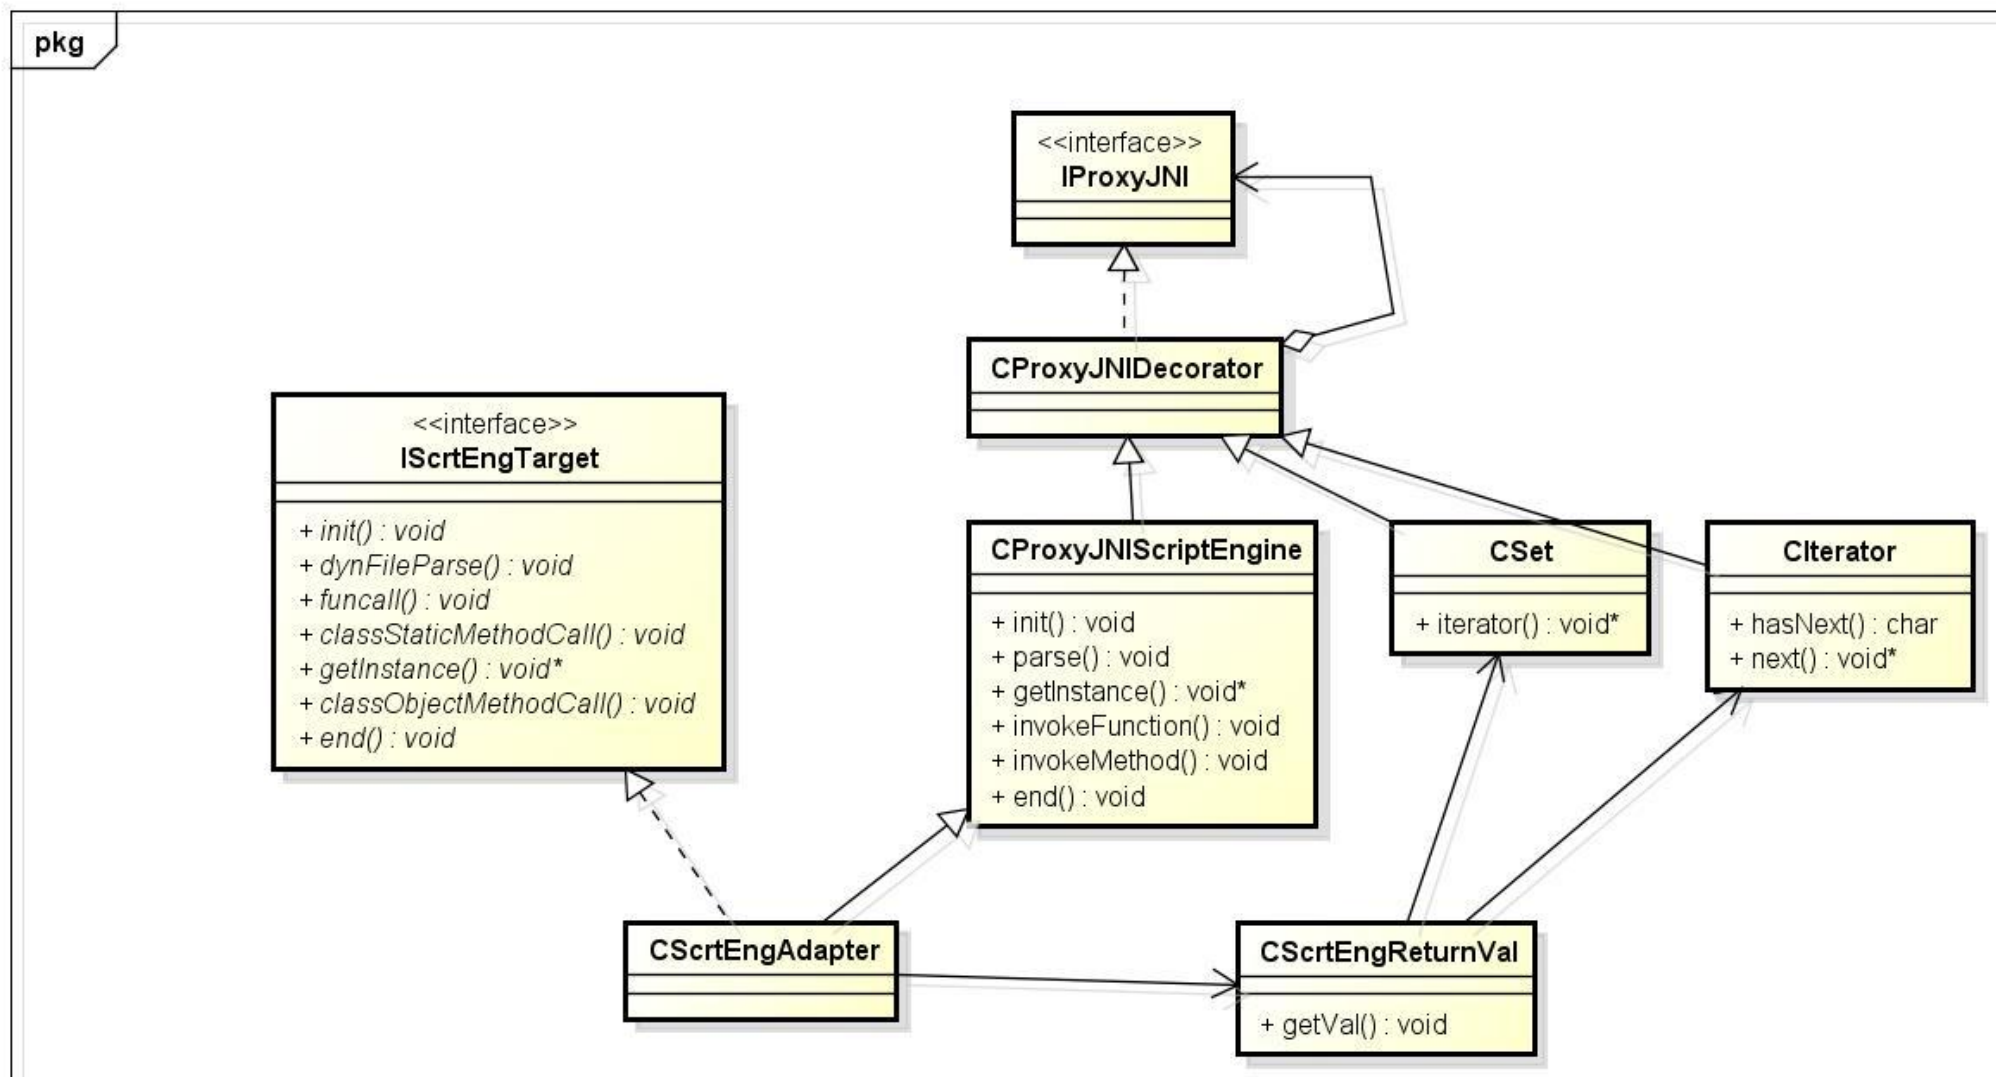 pkg
<<interface>>
IProxyJNI
CProxyJNIDecorator
<<interface>>
IScrtEngTarget
+ init() : void
+ dynFileParse() : void
+ funcall() : void
+ classStaticMethodCall() : void
+ getInstance() : void*
+ classObjectMethodCall() : void
+ end() : void
CProxyJNIScriptEngine
+ init() : void
+ parse() : void
+ getInstance() : void*
+ invokeFunction() : void
+ invokeMethod() : void
+ end() : void
CSet
+ iterator() : void*
CIterator
+ hasNext() : char
+ next() : void*
CScrtEngAdapter
CScrtEngReturnVal
+ getVal() : void